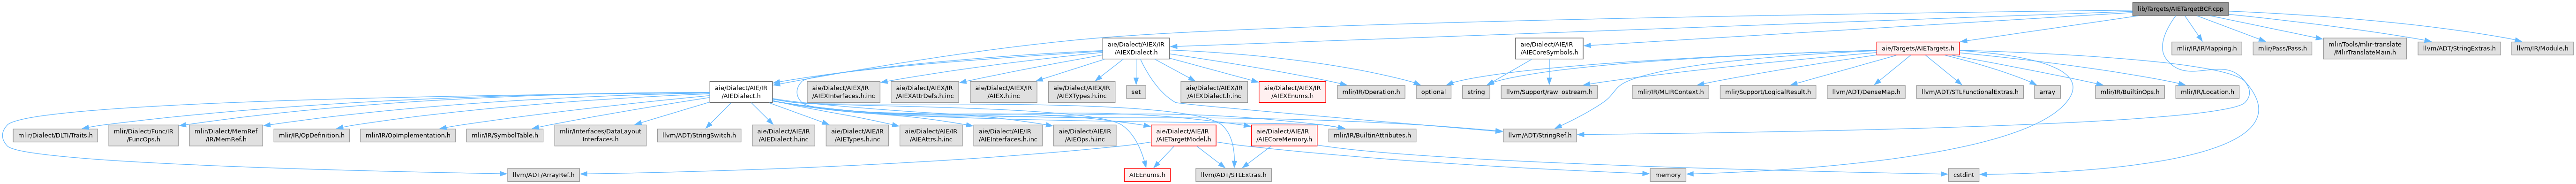 lib/Targets/AIETargetBCF.cpp
aie/Dialect/AIEX/IR
/AIEXDialect.h
aie/Dialect/AIE/IR
/AIECoreSymbols.h
aie/Targets/AIETargets.h
mlir/IR/IRMapping.h
mlir/Pass/Pass.h
mlir/Tools/mlir-translate
/MlirTranslateMain.h
llvm/ADT/StringExtras.h
llvm/IR/Module.h
aie/Dialect/AIE/IR
/AIEDialect.h
aie/Dialect/AIEX/IR
/AIEXInterfaces.h.inc
aie/Dialect/AIEX/IR
/AIEXAttrDefs.h.inc
aie/Dialect/AIEX/IR
/AIEX.h.inc
aie/Dialect/AIEX/IR
/AIEXTypes.h.inc
set
aie/Dialect/AIEX/IR
/AIEXDialect.h.inc
aie/Dialect/AIEX/IR
/AIEXEnums.h
mlir/IR/Operation.h
optional
string
llvm/Support/raw_ostream.h
mlir/IR/MLIRContext.h
mlir/Support/LogicalResult.h
llvm/ADT/DenseMap.h
llvm/ADT/STLFunctionalExtras.h
array
mlir/IR/BuiltinOps.h
mlir/IR/Location.h
mlir/Dialect/DLTI/Traits.h
mlir/Dialect/Func/IR
/FuncOps.h
mlir/Dialect/MemRef
/IR/MemRef.h
mlir/IR/OpDefinition.h
mlir/IR/OpImplementation.h
mlir/IR/SymbolTable.h
mlir/Interfaces/DataLayout
Interfaces.h
llvm/ADT/StringSwitch.h
aie/Dialect/AIE/IR
/AIEDialect.h.inc
aie/Dialect/AIE/IR
/AIETypes.h.inc
aie/Dialect/AIE/IR
/AIEAttrs.h.inc
aie/Dialect/AIE/IR
/AIEInterfaces.h.inc
aie/Dialect/AIE/IR
/AIEOps.h.inc
aie/Dialect/AIE/IR
/AIETargetModel.h
aie/Dialect/AIE/IR
/AIECoreMemory.h
mlir/IR/BuiltinAttributes.h
llvm/ADT/StringRef.h
llvm/ADT/ArrayRef.h
AIEEnums.h
llvm/ADT/STLExtras.h
memory
cstdint